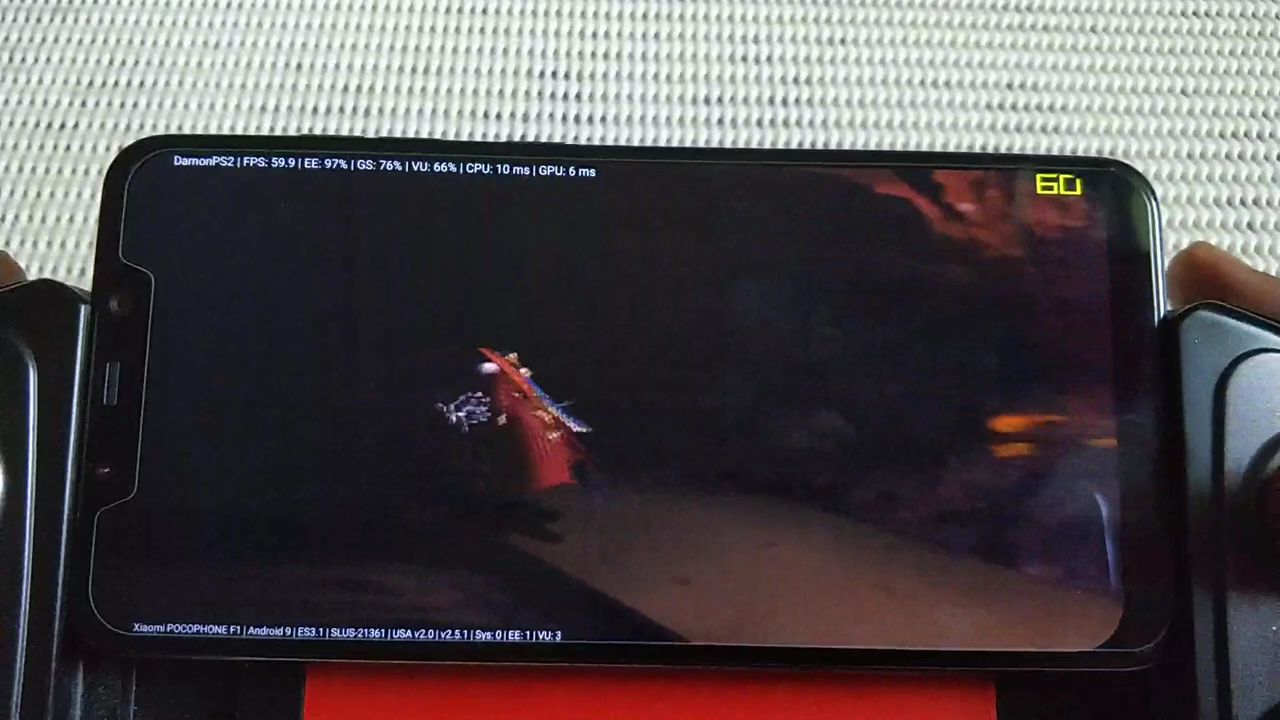 DamonPS2 | FPS: 59.9 | EE: 97% | GS: 76% | VU: 66% | CPU: 10 ms | GPU: 6 ms
60
Xiaomi POCOPHONE F1 | Android 9 | ES3.1 | SLUS-21361 | USA v2.0 | v2.5.1 | Sys: 0 | EE: 1 | VU: 3